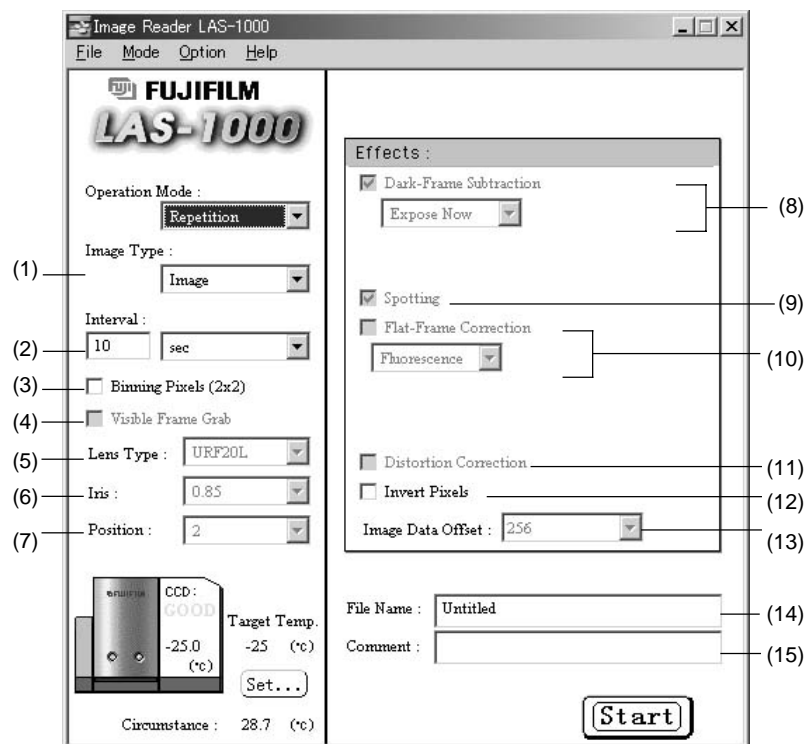 Image Reader LAS-1000
File Mode Option Help
FUJI FUJIFILM
LAS-1000
Operation Mode :
Repetition
(1) Image Type :
Image
Interval :
(2) 10 sec
(3) Binning Pixels (2x2)
(4) Visible Frame Grab
(5) Lens Type : URF20L
(6) Iris : 0.85
(7) Position : 2
FUJIFILM
CCD :
GOOD
-25.0
(°c)
Target Temp.
-25 (°c)
Set...
Circumstance : 28.7 (°c)
Effects :
Dark-Frame Subtraction
Expose Now
(8)
Spotting (9)
Flat-Frame Correction
Fluorescence
(10)
Distortion Correction (11)
Invert Pixels (12)
Image Data Offset : 256 (13)
File Name : Untitled (14)
Comment : (15)
Start